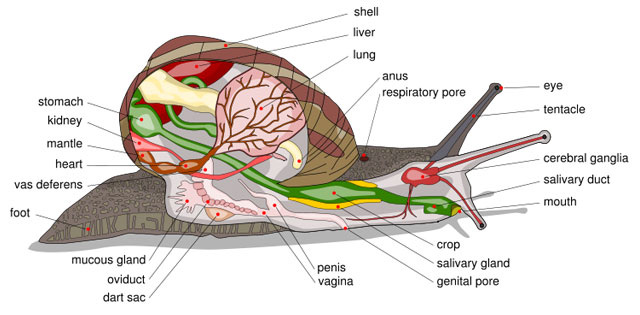 shell
liver
lung
anus
respiratory pore
eye
tentacle
cerebral ganglia
salivary duct
mouth
stomach
kidney
mantle
heart
vas deferens
foot
mucous gland
oviduct
dart sac
penis
vagina
crop
salivary gland
genital pore